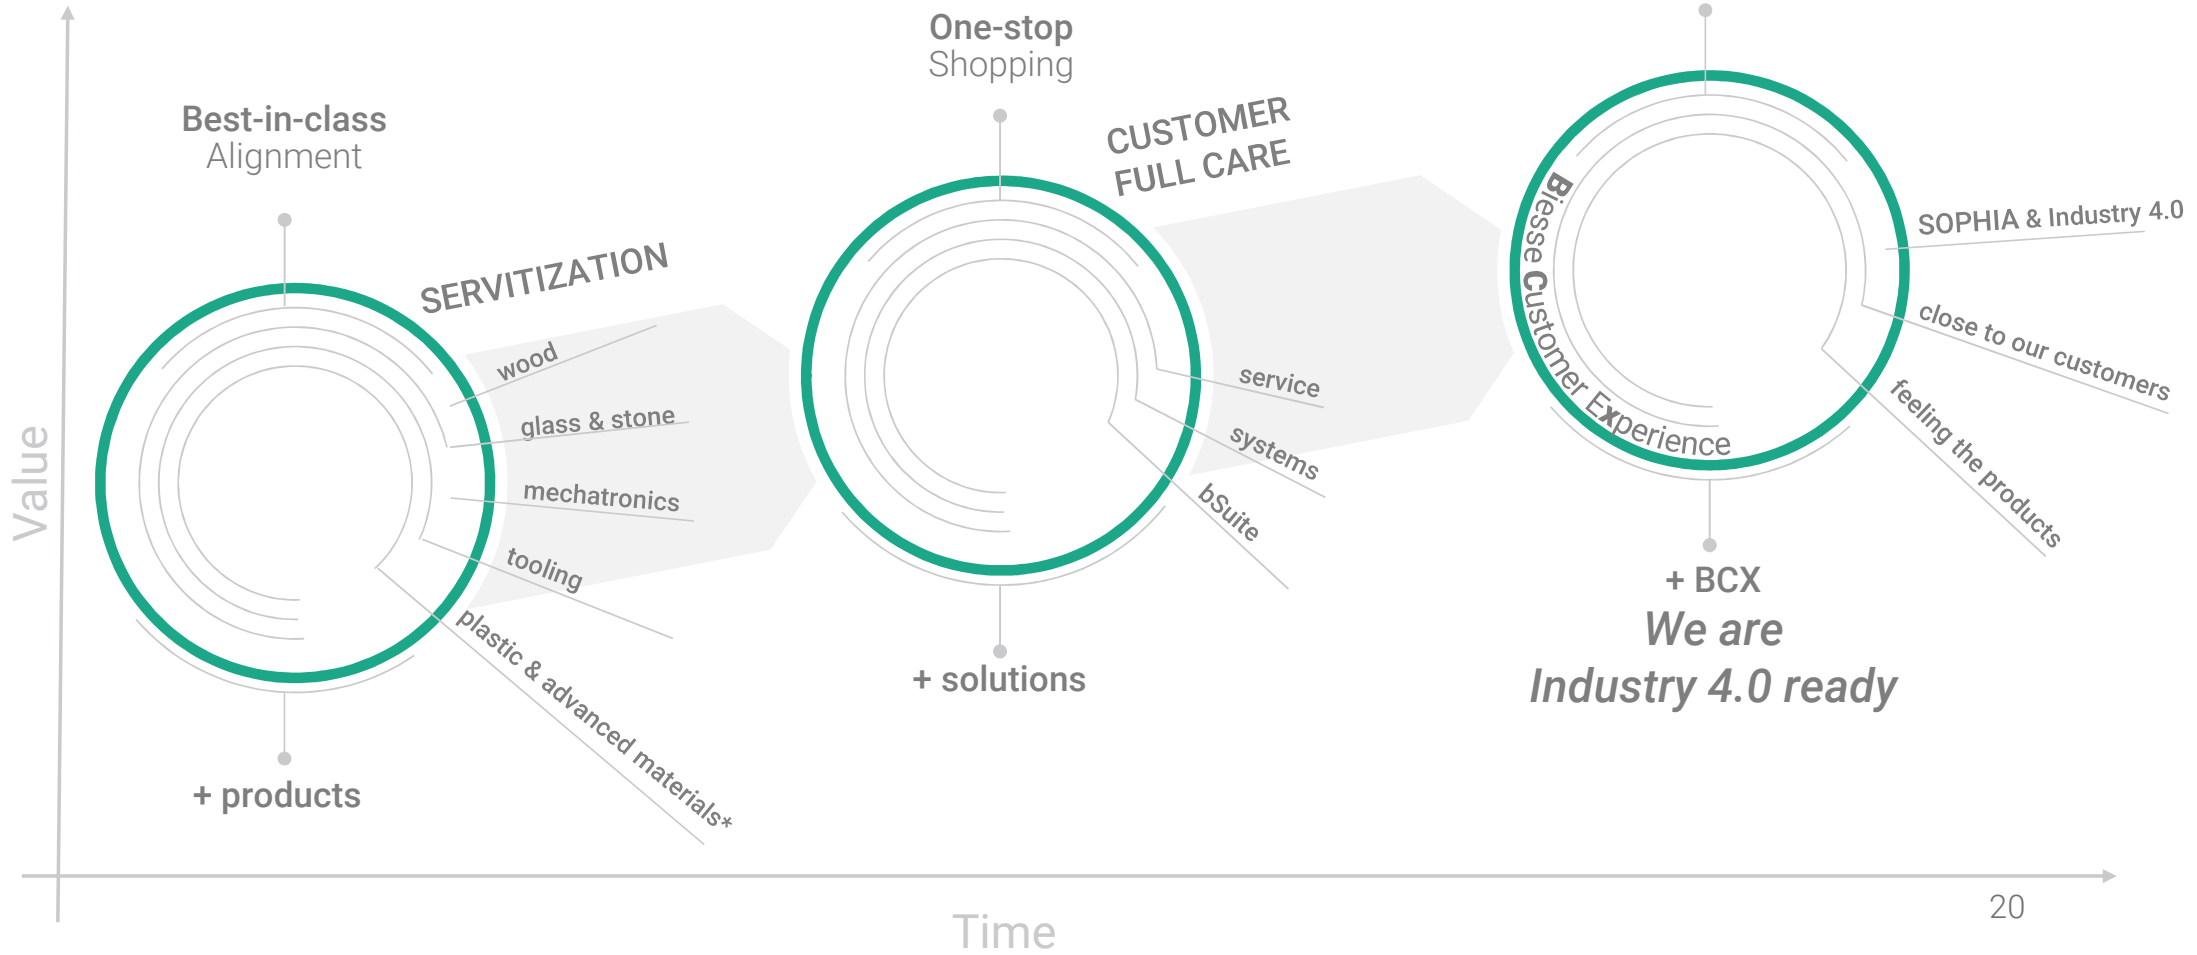 Best-in-class
Alignment
SERVITIZATION
wood
glass & stone
mechatronics
tooling
plastic & advanced materials*
+ products
One-stop
Shopping
CUSTOMER
FULL CARE
service
systems
bSuite
+ solutions
Biesse Customer Experience
SOPHIA & Industry 4.0
close to our customers
feeling the products
+ BCX
We are
Industry 4.0 ready
Value
Time
20